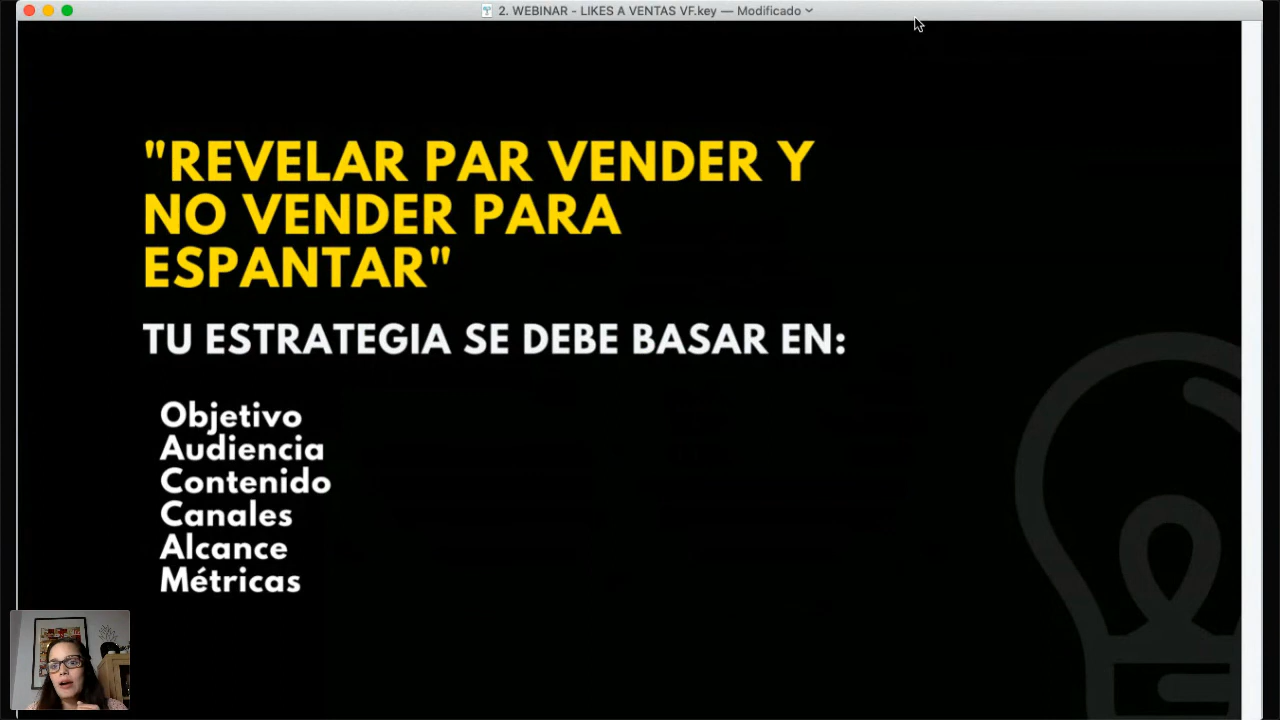 2. WEBINAR - LIKES A VENTAS VF.key — Modificado
"REVELAR PAR VENDER Y
NO VENDER PARA
ESPANTAR"
TU ESTRATEGIA SE DEBE BASAR EN:
Objetivo
Audiencia
Contenido
Canales
Alcance
Métricas